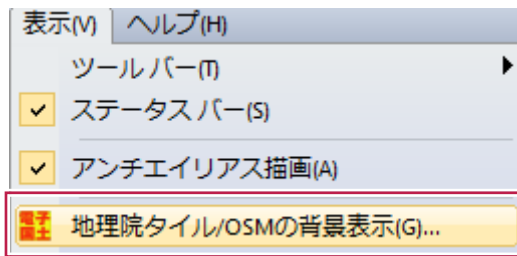 表示(V) ヘルプ(H)
ツール バー(T)
ステータス バー(S)
アンチエイリアス描画(A)
電子国土 地理院タイル/OSMの背景表示(G)...